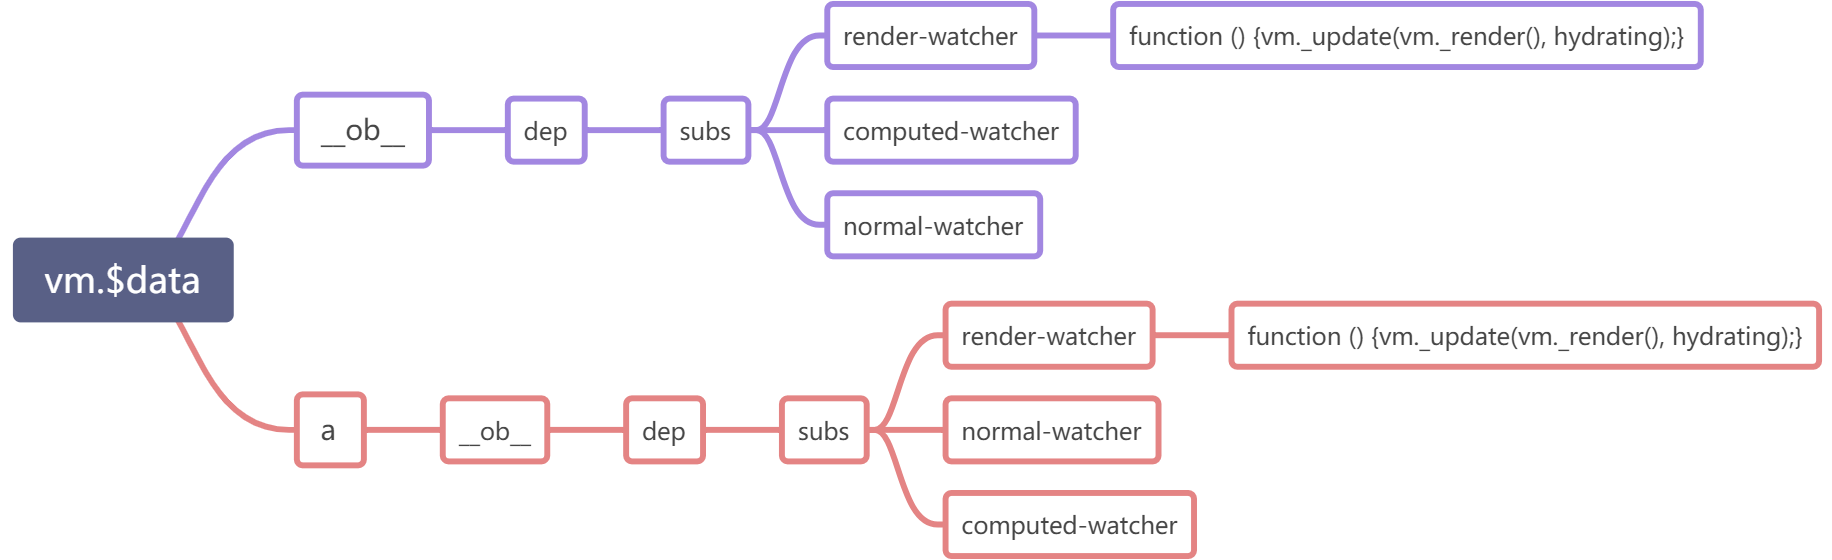 vm.$data
__ob__
dep
subs
render-watcher
function () {vm._update(vm._render(), hydrating);}
computed-watcher
normal-watcher
a
__ob__
dep
subs
render-watcher
function () {vm._update(vm._render(), hydrating);}
normal-watcher
computed-watcher